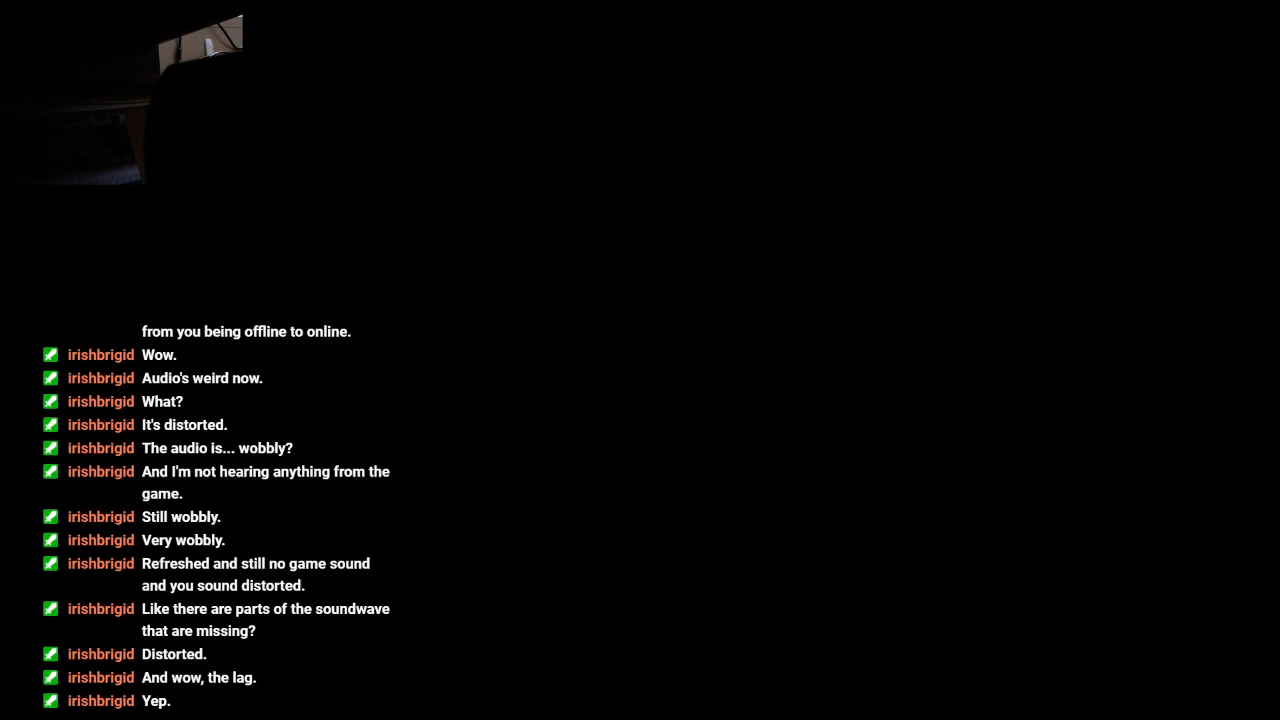 from you being offline to online.
irishbrigid Wow.
irishbrigid Audio's weird now.
irishbrigid What?
irishbrigid It's distorted.
irishbrigid The audio is... wobbly?
irishbrigid And I'm not hearing anything from the
game.
irishbrigid Still wobbly.
irishbrigid Very wobbly.
irishbrigid Refreshed and still no game sound
and you sound distorted.
irishbrigid Like there are parts of the soundwave
that are missing?
irishbrigid Distorted.
irishbrigid And wow, the lag.
irishbrigid Yep.